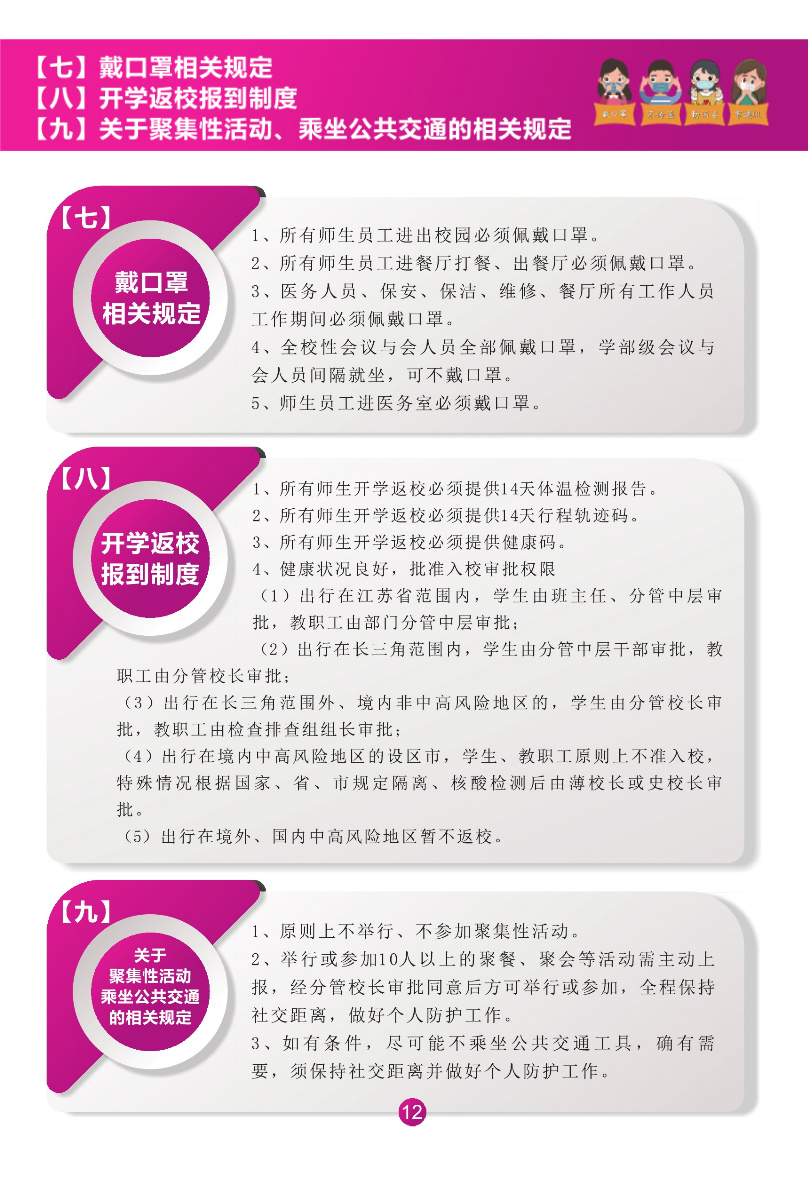 【七】戴口罩相关规定
【八】开学返校报到制度
【九】关于聚集性活动、乘坐公共交通的相关规定
【七】
戴口罩
相关规定
1、所有师生员工进出校园必须佩戴口罩。
2、所有师生员工进餐厅打餐、出餐厅必须佩戴口罩。
3、医务人员、保安、保洁、维修、餐厅所有工作人员
工作期间必须佩戴口罩。
4、全校性会议与会人员全部佩戴口罩，学部级会议与
会人员间隔就坐，可不戴口罩。
5、师生员工进医务室必须戴口罩。
【八】
开学返校
报到制度
1、所有师生开学返校必须提供14天体温检测报告。
2、所有师生开学返校必须提供14天行程轨迹码。
3、所有师生开学返校必须提供健康码。
4、健康状况良好，批准入校审批权限
（1）出行在江苏省范围内，学生由班主任、分管中层审
批，教职工由部门分管中层审批；
（2）出行在长三角范围内，学生由分管中层干部审批，教
职工由分管校长审批；
（3）出行在长三角范围外、境内非中高风险地区的，学生由分管校长审
批，教职工由检查排查组组长审批；
（4）出行在境内中高风险地区的设区市，学生、教职工原则上不准入校，
特殊情况根据国家、省、市规定隔离、核酸检测后由薄校长或史校长审
批。
（5）出行在境外、国内中高风险地区暂不返校。
【九】
关于
聚集性活动
乘坐公共交通
的相关规定
1、原则上不举行、不参加聚集性活动。
2、举行或参加10人以上的聚餐、聚会等活动需主动上
报，经分管校长审批同意后方可举行或参加，全程保持
社交距离，做好个人防护工作。
3、如有条件，尽可能不乘坐公共交通工具，确有需
要，须保持社交距离并做好个人防护工作。
12